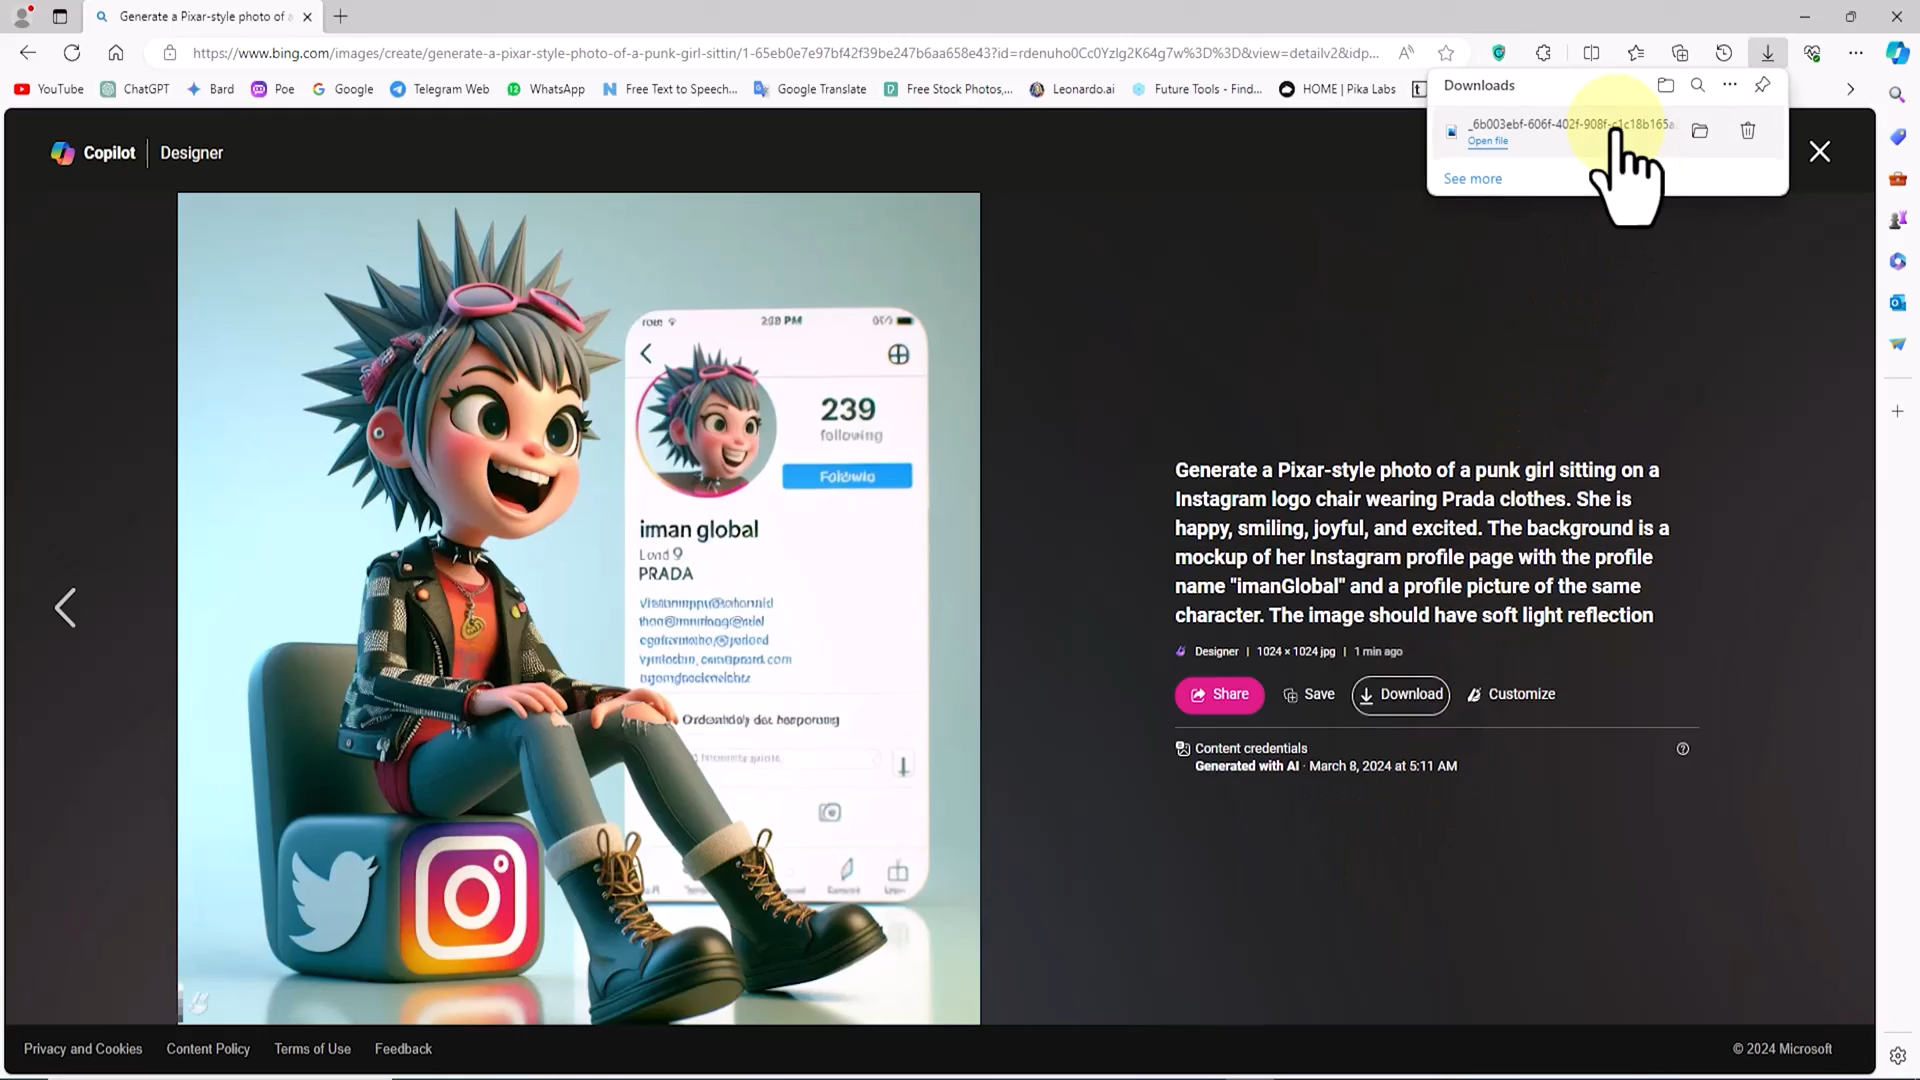 Generate a Pixar-style photo of a
https://www.bing.com/images/create/generate-a-pixar-style-photo-of-a-punk-girl-sittin/1-65eb0e7e97bf42f39be247b6aa658e43?id=rdenuho0Cc0Yzlg2K64g7w%3D%3D&view=detailv2&idp...
YouTube ChatGPT Bard Poe Google Telegram Web WhatsApp Free Text to Speech... Google Translate Free Stock Photos,... Leonardo.ai Future Tools - Find... HOME | Pika Labs
Downloads
_6b003ebf-606f-402f-908f-c1c18b165a
Open file
See more
Copilot Designer
239
following
iman global
PRADA
Generate a Pixar-style photo of a punk girl sitting on a
Instagram logo chair wearing Prada clothes. She is
happy, smiling, joyful, and excited. The background is a
mockup of her Instagram profile page with the profile
name "imanGlobal" and a profile picture of the same
character. The image should have soft light reflection
Designer | 1024 × 1024 jpg | 1 min ago
Share Save Download Customize
Content credentials
Generated with AI · March 8, 2024 at 5:11 AM
Privacy and Cookies Content Policy Terms of Use Feedback
© 2024 Microsoft